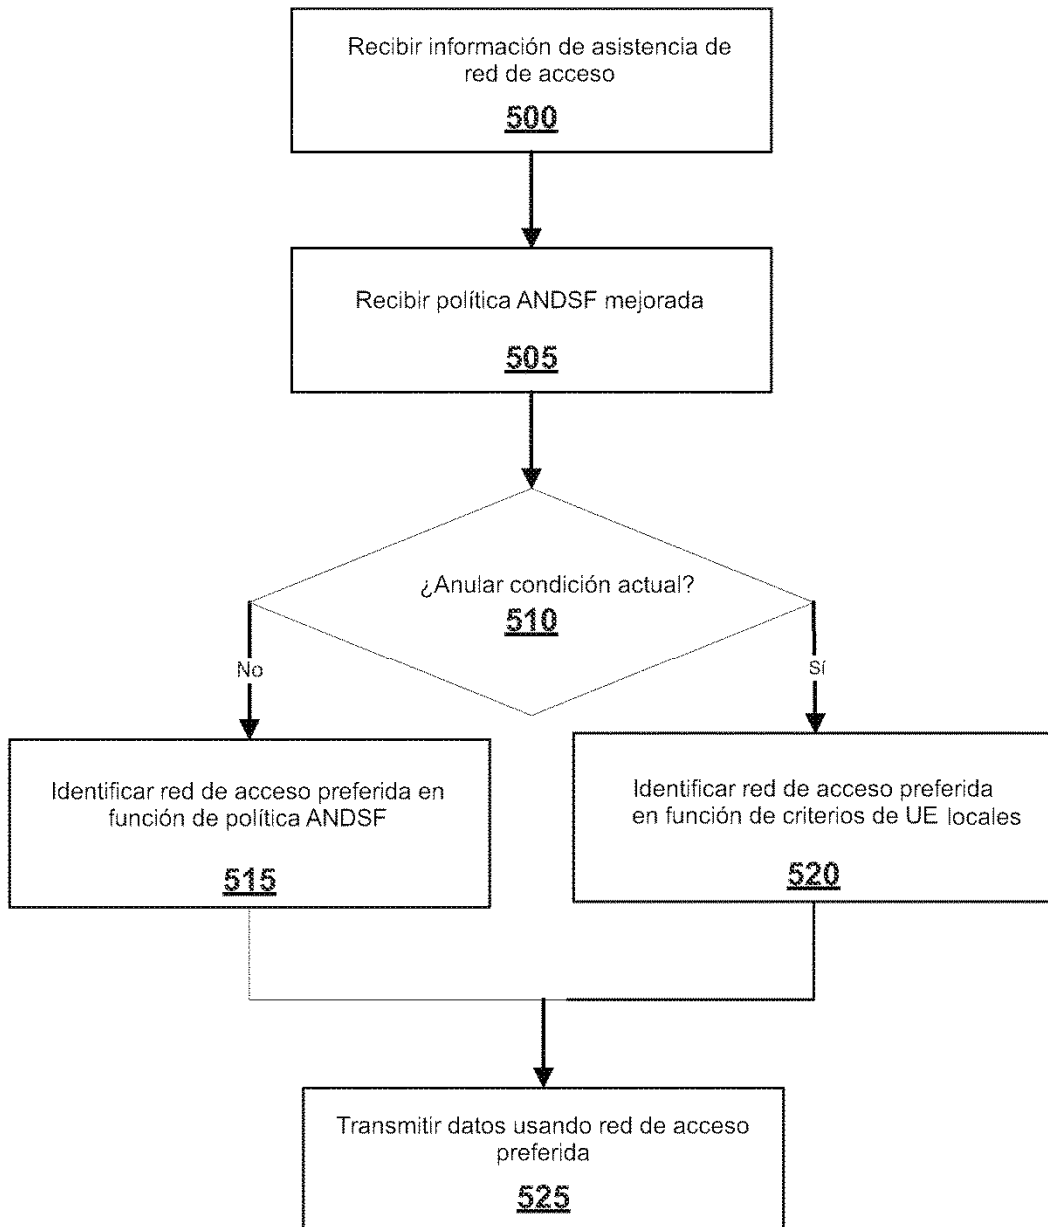 Recibir información de asistencia de
red de acceso
500
Recibir política ANDSF mejorada
505
¿Anular condición actual?
510
No
Sí
Identificar red de acceso preferida en
función de política ANDSF
515
Identificar red de acceso preferida
en función de criterios de UE locales
520
Transmitir datos usando red de acceso
preferida
525